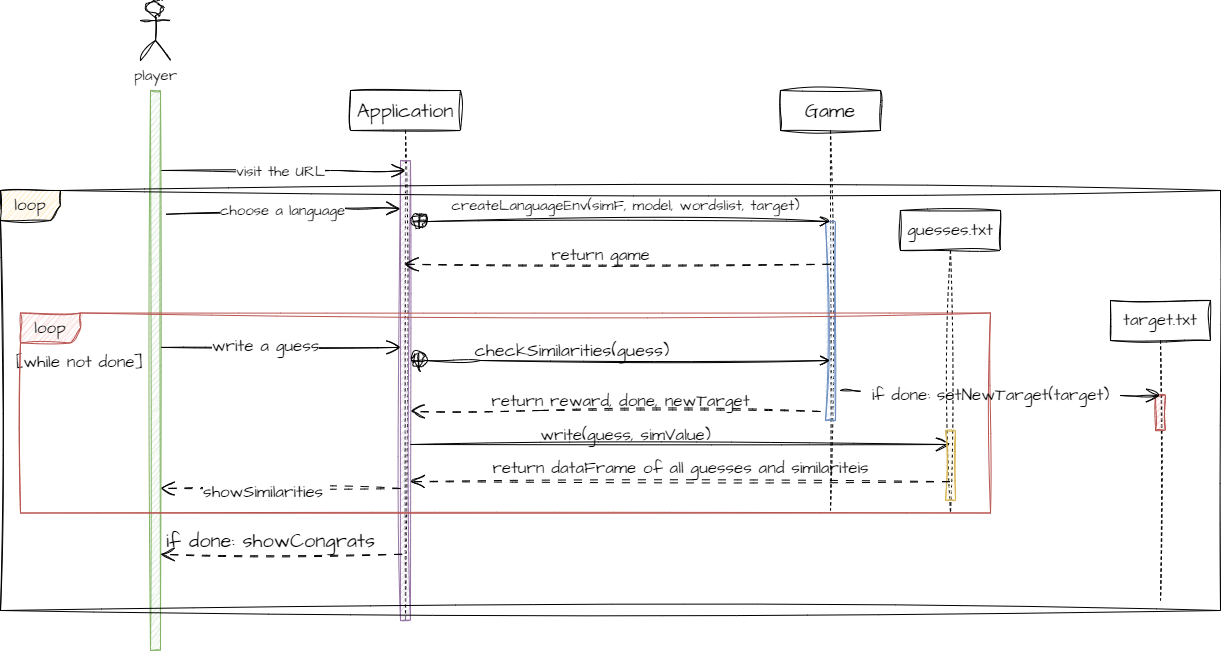 player
Application
Game
visit the URL
loop
choose a language
createLanguageEnv(simF, model, wordslist, target)
guesses.txt
return game
target.txt
loop
[while not done]
write a guess
checkSimilarities(guess)
if done: setNewTarget(target)
return reward, done, newTarget
write(guess, simValue)
return dataFrame of all guesses and similariteis
showSimilarities
if done: showCongrats